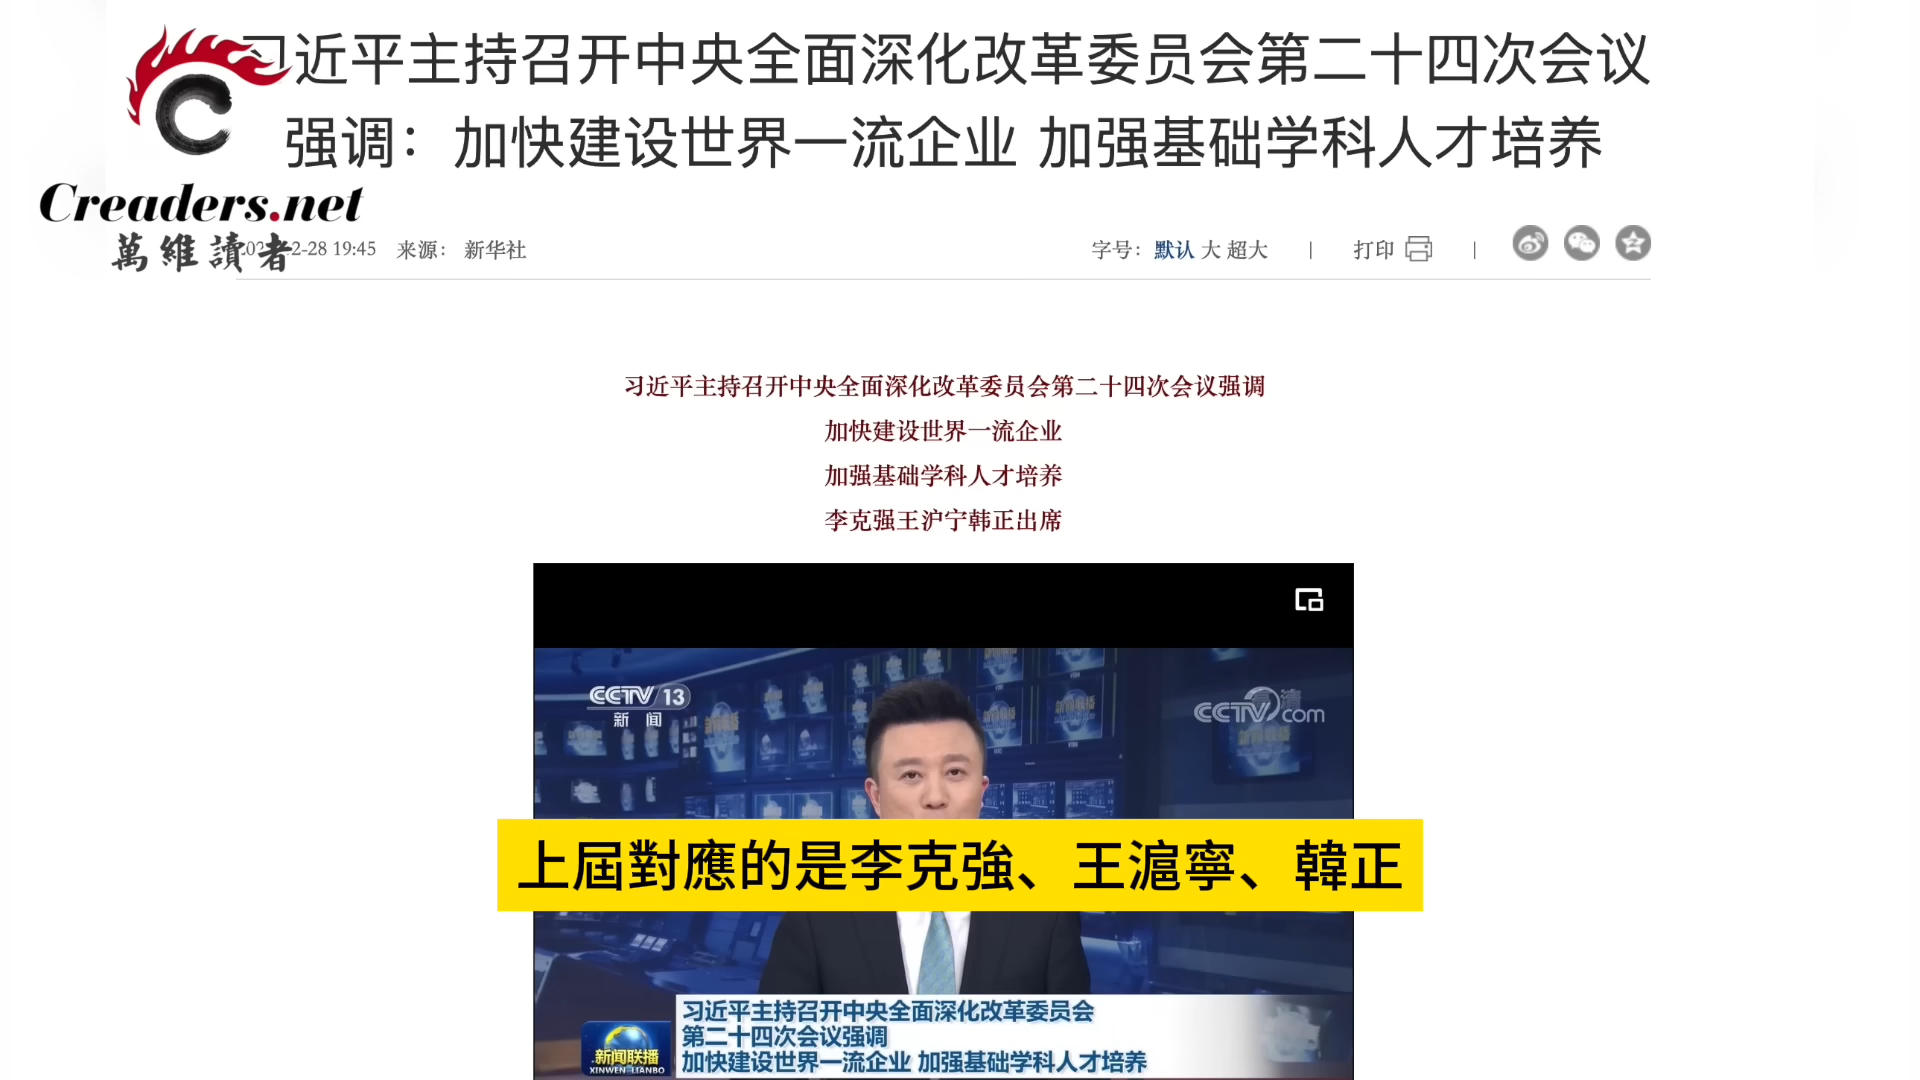 习近平主持召开中央全面深化改革委员会第二十四次会议
强调：加快建设世界一流企业 加强基础学科人才培养
Creaders.net
萬維讀者
2-28 19:45 来源： 新华社
字号： 默认 大 超大 | 打印 |
习近平主持召开中央全面深化改革委员会第二十四次会议强调
加快建设世界一流企业
加强基础学科人才培养
李克强王沪宁韩正出席
CCTV 13
新闻
CCTV.com
上屆對應的是李克強、王滬寧、韓正
习近平主持召开中央全面深化改革委员会
第二十四次会议强调
加快建设世界一流企业 加强基础学科人才培养
新闻联播
XINWEN LIANBO